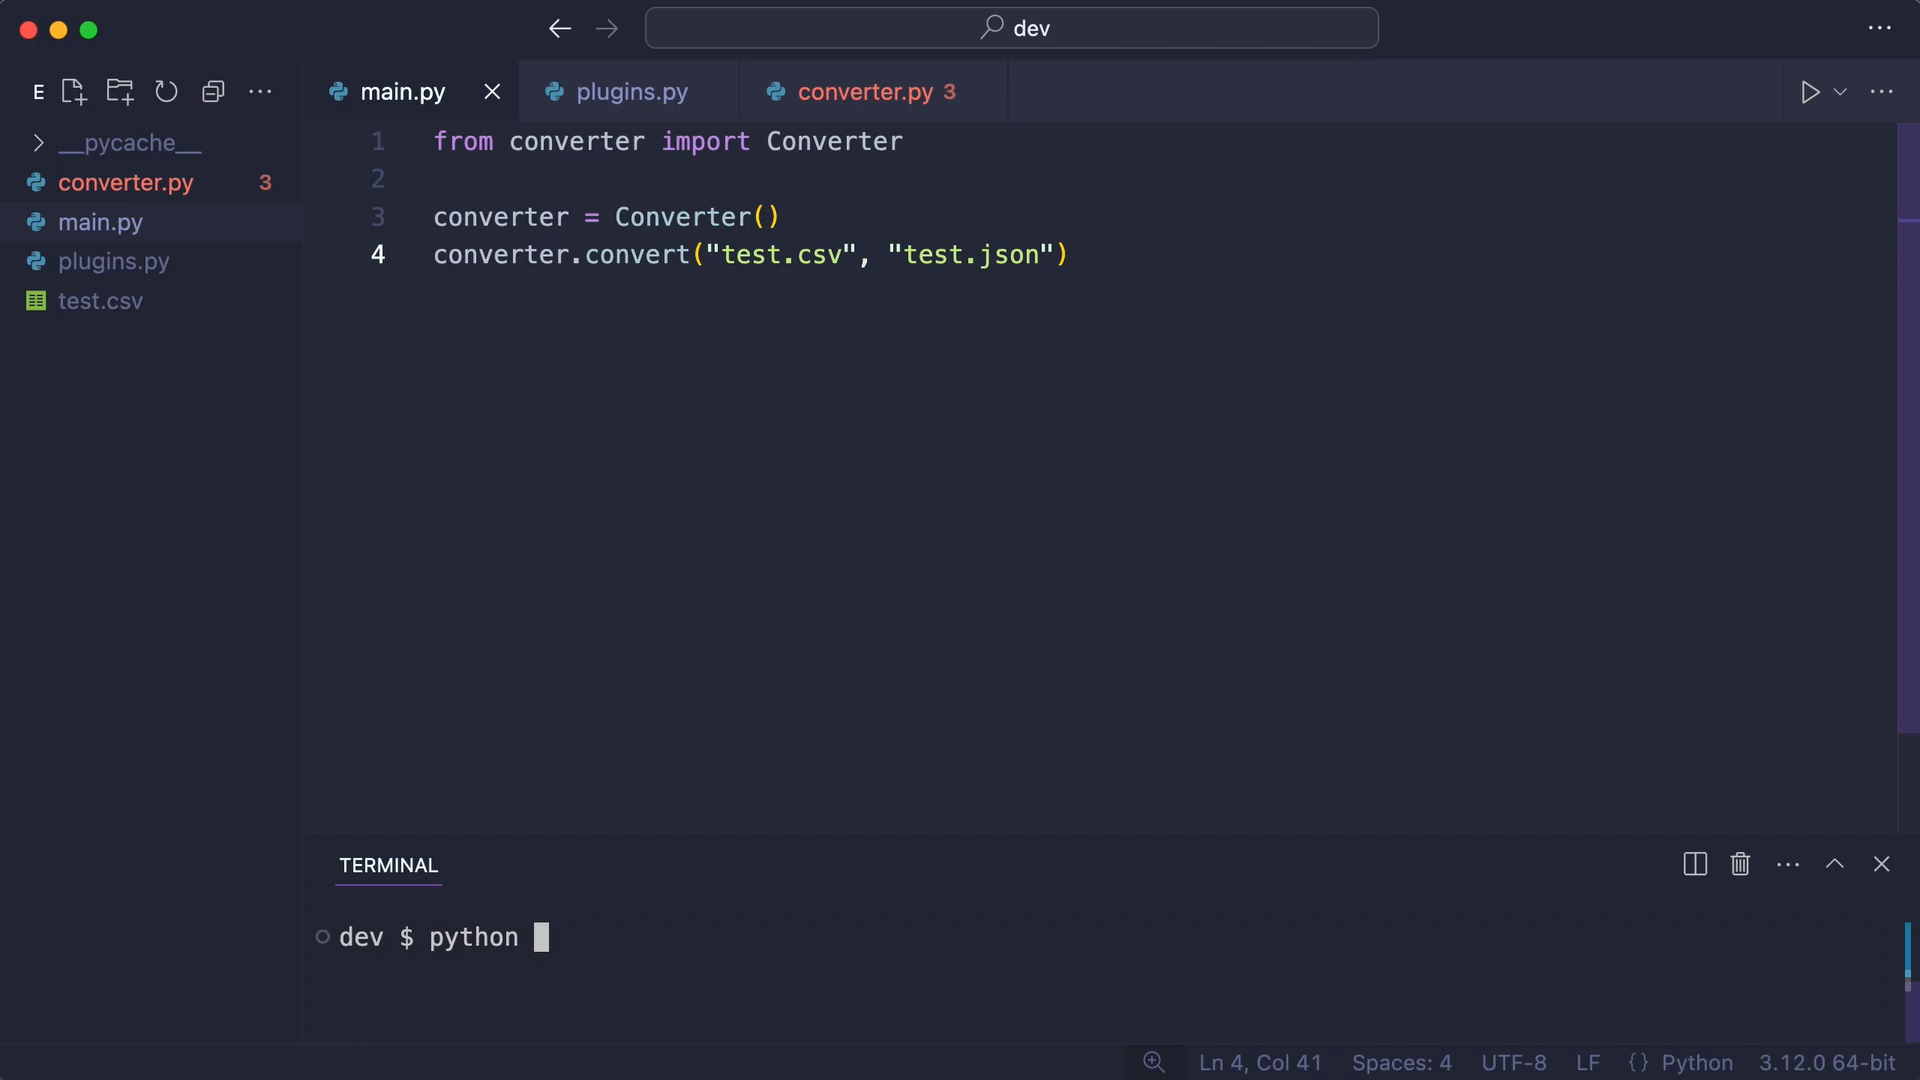 dev
E
main.py
plugins.py
converter.py 3
__pycache__
converter.py 3
main.py
plugins.py
test.csv
1 from converter import Converter
2
3 converter = Converter()
4 converter.convert("test.csv", "test.json")
TERMINAL
dev $ python
Ln 4, Col 41 Spaces: 4 UTF-8 LF {} Python 3.12.0 64-bit